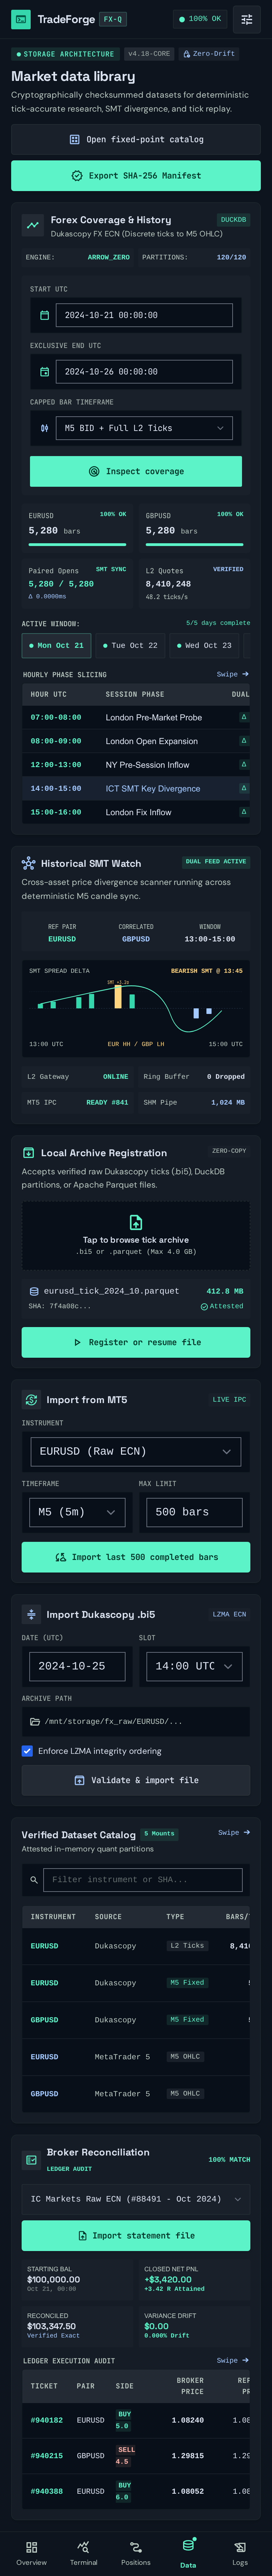 TradeForge FX-Q 100% OK
STORAGE ARCHITECTURE v4.18-CORE Zero-Drift
Market data library
Cryptographically checksummed datasets for deterministic
tick-accurate research, SMT divergence, and tick replay.
Open fixed-point catalog
Export SHA-256 Manifest
Forex Coverage & History DUCKDB
Dukascopy FX ECN (Discrete ticks to M5 OHLC)
ENGINE: ARROW_ZERO PARTITIONS: 120/120
START UTC
2024-10-21 00:00:00
EXCLUSIVE END UTC
2024-10-26 00:00:00
CAPPED BAR TIMEFRAME
M5 BID + Full L2 Ticks
Inspect coverage
EURUSD 100% OK GBPUSD 100% OK
5,280 bars 5,280 bars
Paired Opens SMT SYNC L2 Quotes VERIFIED
5,280 / 5,280 8,410,248
Δ 0.0000ms 48.2 ticks/s
ACTIVE WINDOW: 5/5 days complete
Mon Oct 21 Tue Oct 22 Wed Oct 23
HOURLY PHASE SLICING Swipe →
HOUR UTC SESSION PHASE DUAL
07:00-08:00 London Pre-Market Probe Δ
08:00-09:00 London Open Expansion Δ
12:00-13:00 NY Pre-Session Inflow Δ
14:00-15:00 ICT SMT Key Divergence Δ
15:00-16:00 London Fix Inflow Δ
Historical SMT Watch DUAL FEED ACTIVE
Cross-asset price divergence scanner running across
deterministic M5 candle sync.
REF PAIR CORRELATED WINDOW
EURUSD GBPUSD 13:00-15:00
SMT SPREAD DELTA BEARISH SMT @ 13:45
13:00 UTC EUR HH / GBP LH 15:00 UTC
L2 Gateway ONLINE Ring Buffer 0 Dropped
MT5 IPC READY #841 SHM Pipe 1,024 MB
Local Archive Registration ZERO-COPY
Accepts verified raw Dukascopy ticks (.bi5), DuckDB
partitions, or Apache Parquet files.
Tap to browse tick archive
.bi5 or .parquet (Max 4.0 GB)
eurusd_tick_2024_10.parquet 412.8 MB
SHA: 7f4a08c... Attested
Register or resume file
Import from MT5 LIVE IPC
INSTRUMENT
EURUSD (Raw ECN)
TIMEFRAME MAX LIMIT
M5 (5m) 500 bars
Import last 500 completed bars
Import Dukascopy .bi5 LZMA ECN
DATE (UTC) SLOT
2024-10-25 14:00 UTC
ARCHIVE PATH
/mnt/storage/fx_raw/EURUSD/...
Enforce LZMA integrity ordering
Validate & import file
Verified Dataset Catalog 5 Mounts Swipe →
Attested in-memory quant partitions
Filter instrument or SHA...
INSTRUMENT SOURCE TYPE
EURUSD Dukascopy L2 Ticks
EURUSD Dukascopy M5 Fixed
GBPUSD Dukascopy M5 Fixed
EURUSD MetaTrader 5 M5 OHLC
GBPUSD MetaTrader 5 M5 OHLC
Broker Reconciliation 100% MATCH
LEDGER AUDIT
IC Markets Raw ECN (#88491 - Oct 2024)
Import statement file
STARTING BAL CLOSED NET PNL
$100,000.00 +$3,420.00
Oct 21, 00:00 +3.42 R Attained
RECONCILED VARIANCE DRIFT
$103,347.50 $0.00
Verified Exact 0.000% Drift
LEDGER EXECUTION AUDIT Swipe →
TICKET PAIR SIDE BROKER
PRICE
#940182 EURUSD BUY 1.08240
5.0
#940215 GBPUSD SELL 1.29815
4.5
#940388 EURUSD BUY 1.08052
6.0
Overview Terminal Positions Data Logs